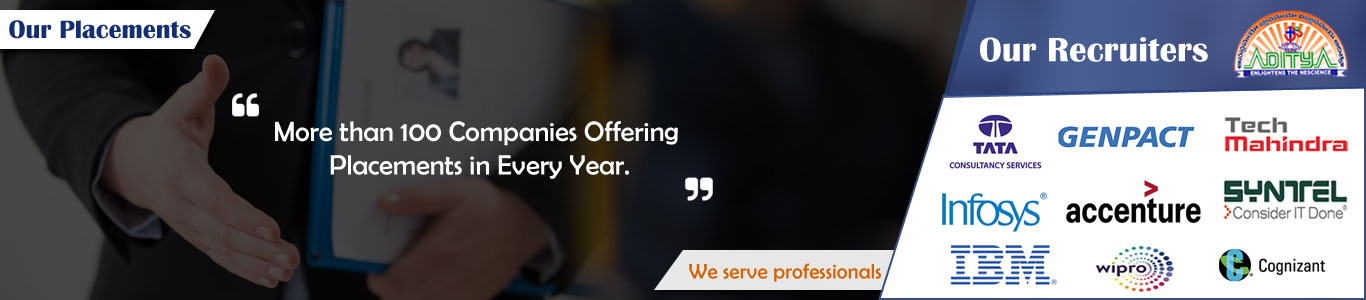 Our Placements
“
More than 100 Companies Offering
Placements in Every Year.
”
We serve professionals
Our Recruiters
ADITYA
ENLIGHTENS THE NESCIENCE
TATA
CONSULTANCY SERVICES
GENPACT
Tech
Mahindra
Infosys®
accenture
SYNTEL
Consider IT Done®
IBM®
wipro
Cognizant